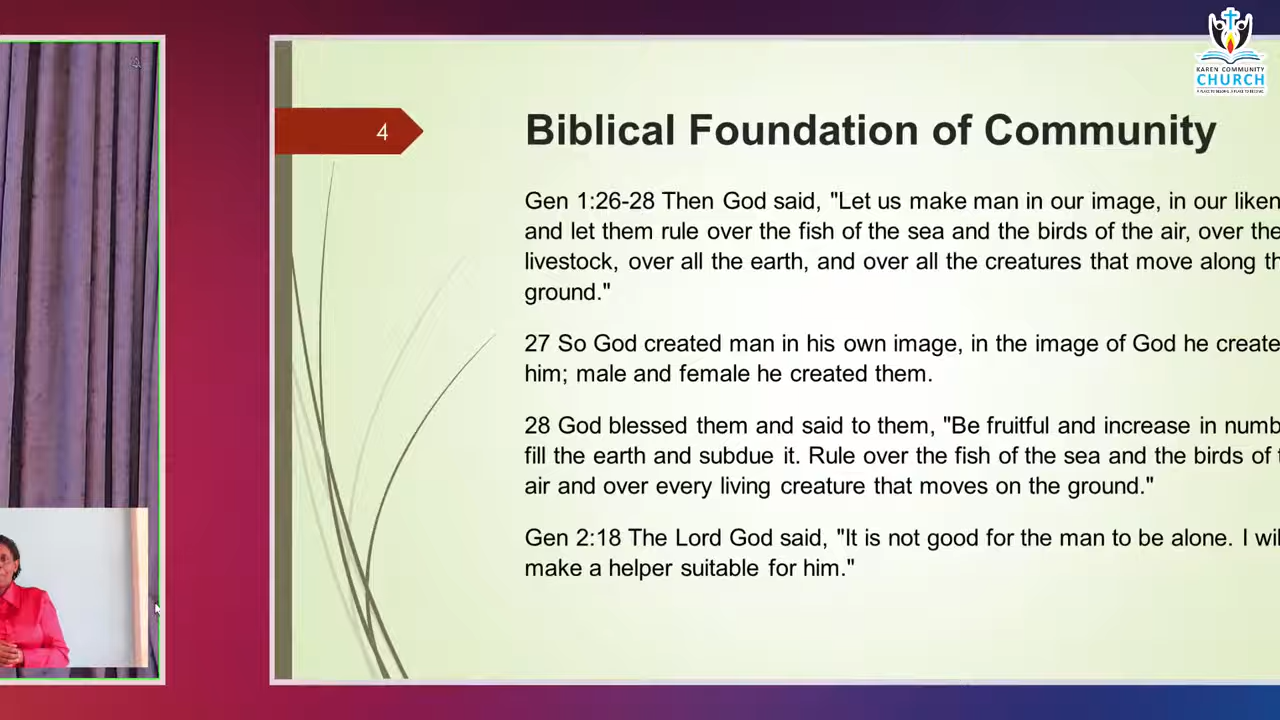 KAREN COMMUNITY
CHURCH
4
Biblical Foundation of Community
Gen 1:26-28 Then God said, "Let us make man in our image, in our liken
and let them rule over the fish of the sea and the birds of the air, over the
livestock, over all the earth, and over all the creatures that move along th
ground."
27 So God created man in his own image, in the image of God he create
him; male and female he created them.
28 God blessed them and said to them, "Be fruitful and increase in numb
fill the earth and subdue it. Rule over the fish of the sea and the birds of t
air and over every living creature that moves on the ground."
Gen 2:18 The Lord God said, "It is not good for the man to be alone. I wil
make a helper suitable for him."